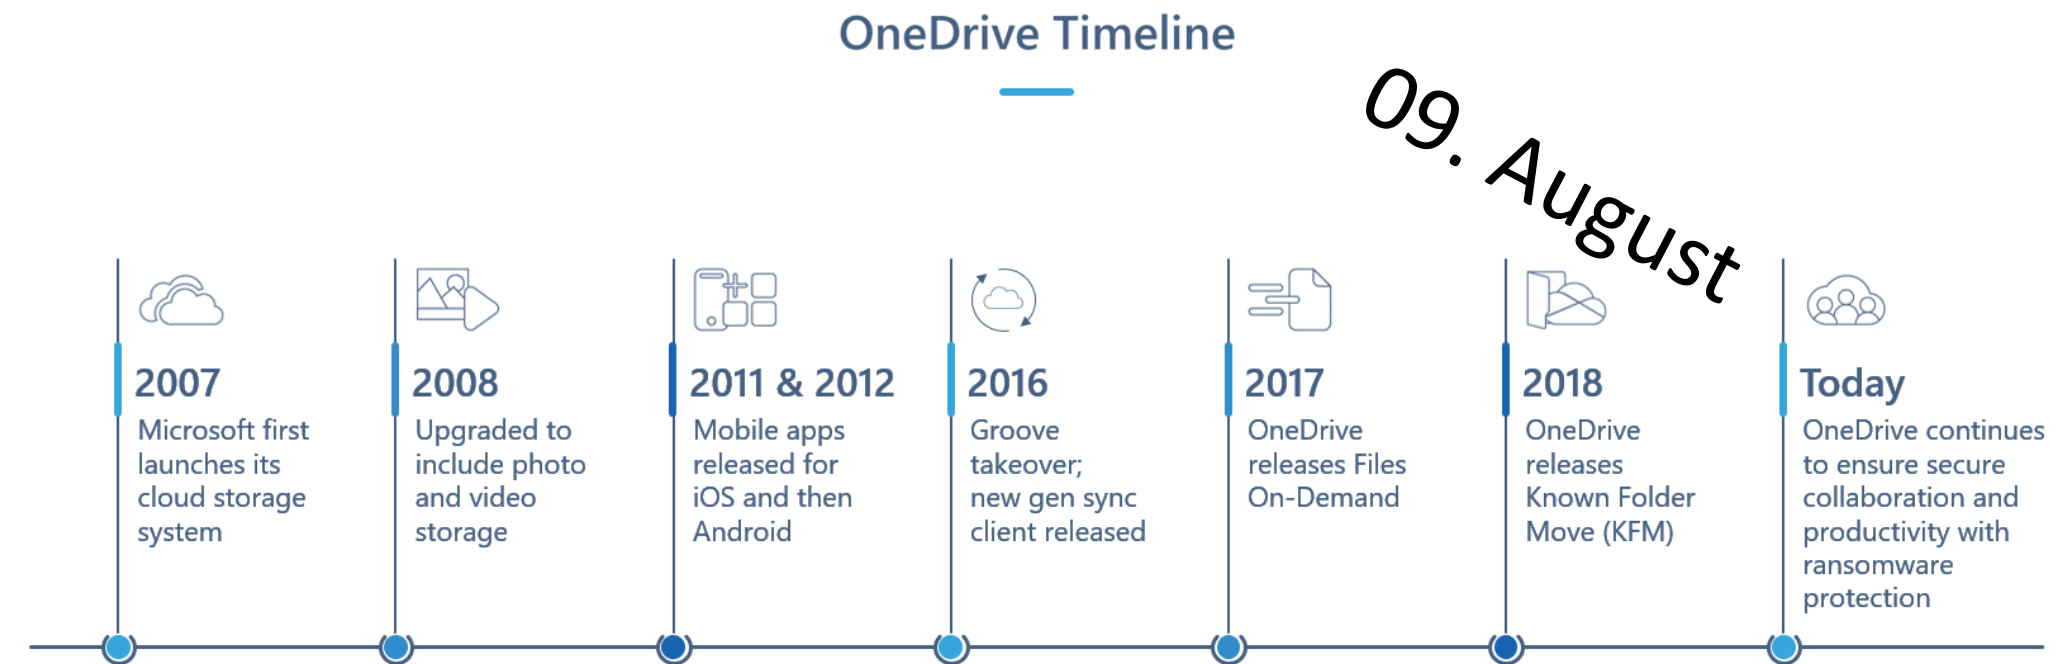 OneDrive Timeline
09. August
2007
Microsoft first
launches its
cloud storage
system
2008
Upgraded to
include photo
and video
storage
2011 & 2012
Mobile apps
released for
iOS and then
Android
2016
Groove
takeover;
new gen sync
client released
2017
OneDrive
releases Files
On-Demand
2018
OneDrive
releases
Known Folder
Move (KFM)
Today
OneDrive continues
to ensure secure
collaboration and
productivity with
ransomware
protection